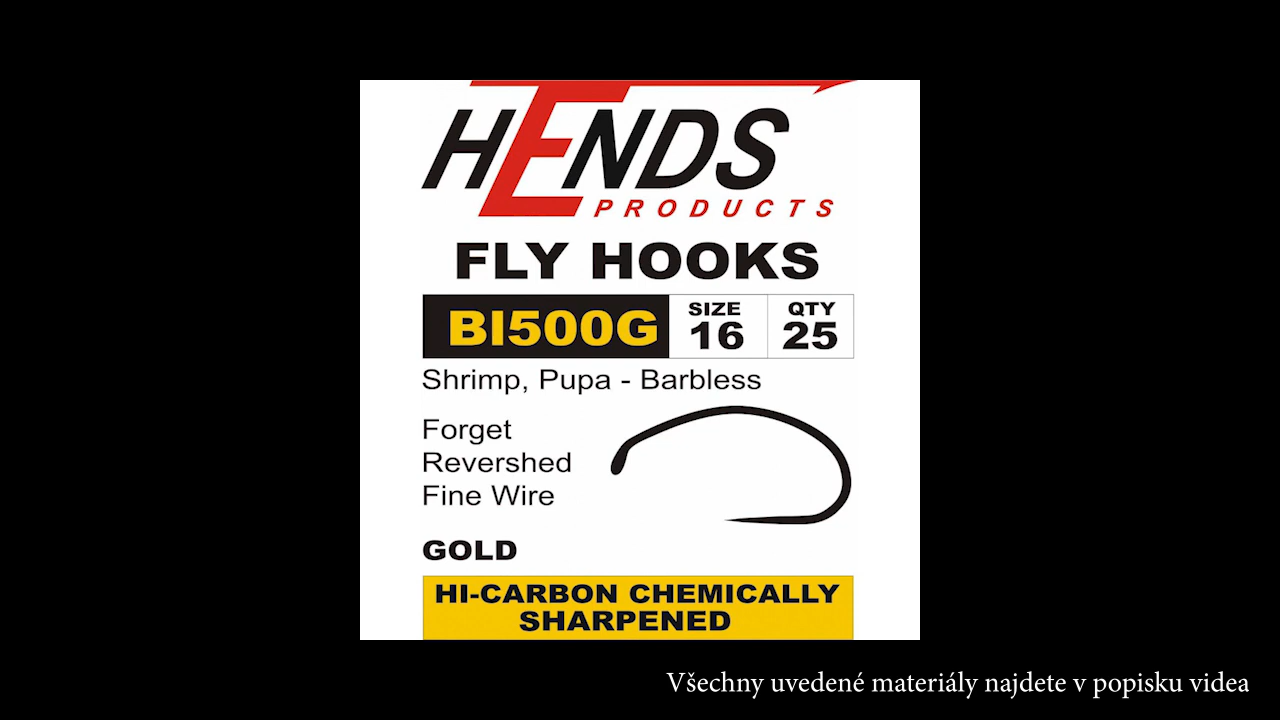 HENDS
PRODUCTS
FLY HOOKS
BI500G
SIZE
16
QTY
25
Shrimp, Pupa - Barbless
Forget
Revershed
Fine Wire
GOLD
HI-CARBON CHEMICALLY
SHARPENED
Všechny uvedené materiály najdete v popisku videa